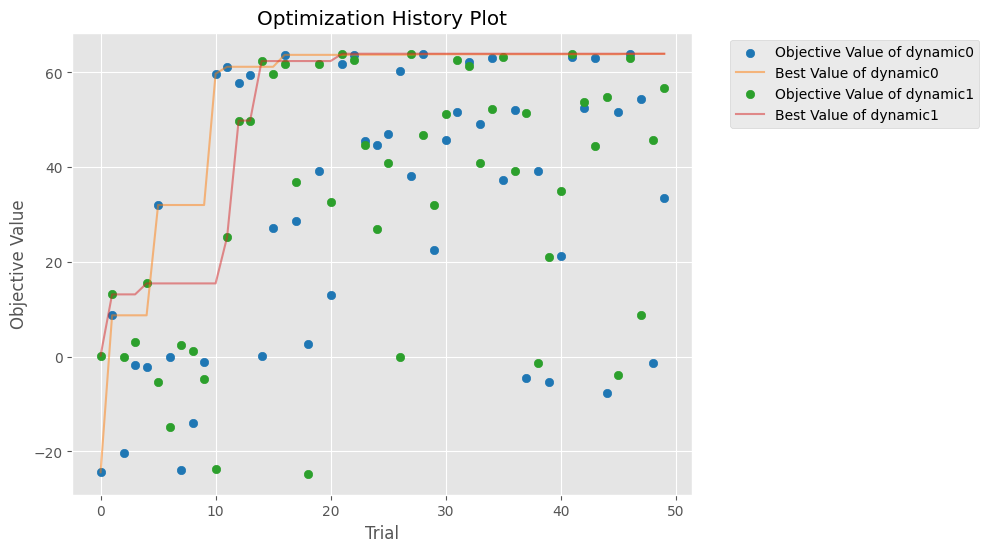 Optimization History Plot
Objective Value
60
40
20
0
−20
0 10 20 30 40 50
Trial
Objective Value of dynamic0
Best Value of dynamic0
Objective Value of dynamic1
Best Value of dynamic1